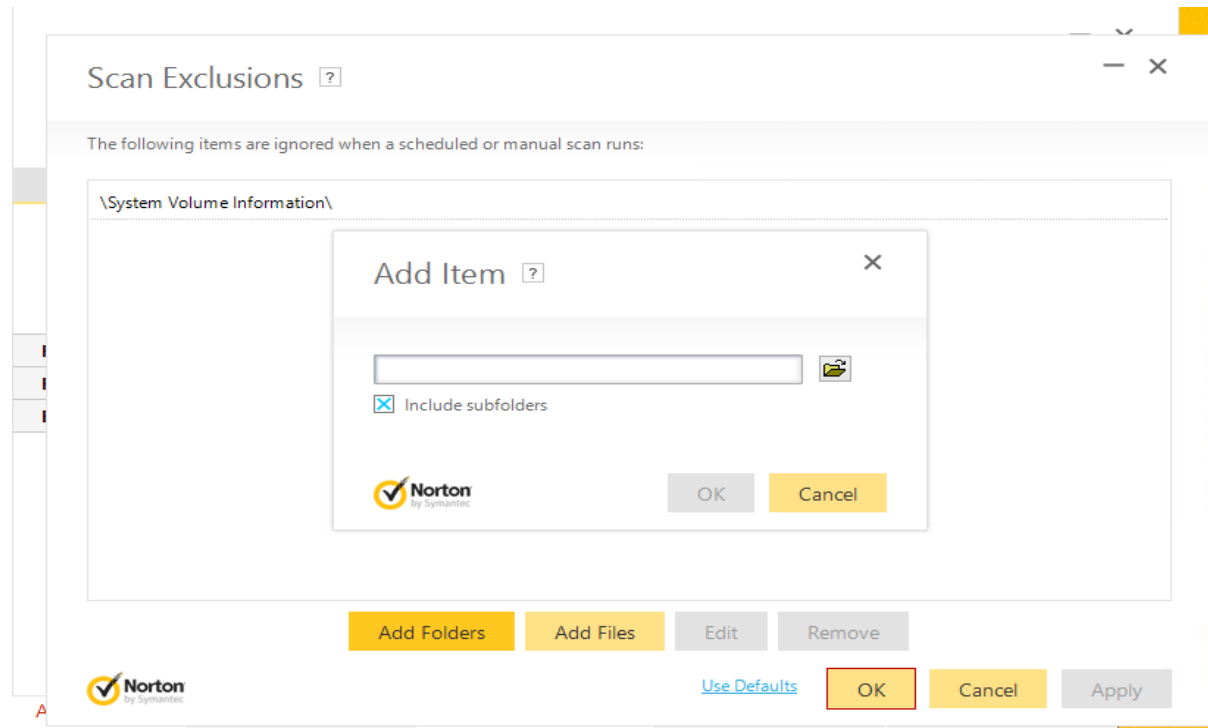 Scan Exclusions ?
The following items are ignored when a scheduled or manual scan runs:
\System Volume Information\
Add Item ?
Include subfolders
Norton
by Symantec
OK Cancel
Add Folders Add Files Edit Remove
Norton
by Symantec
Use Defaults OK Cancel Apply